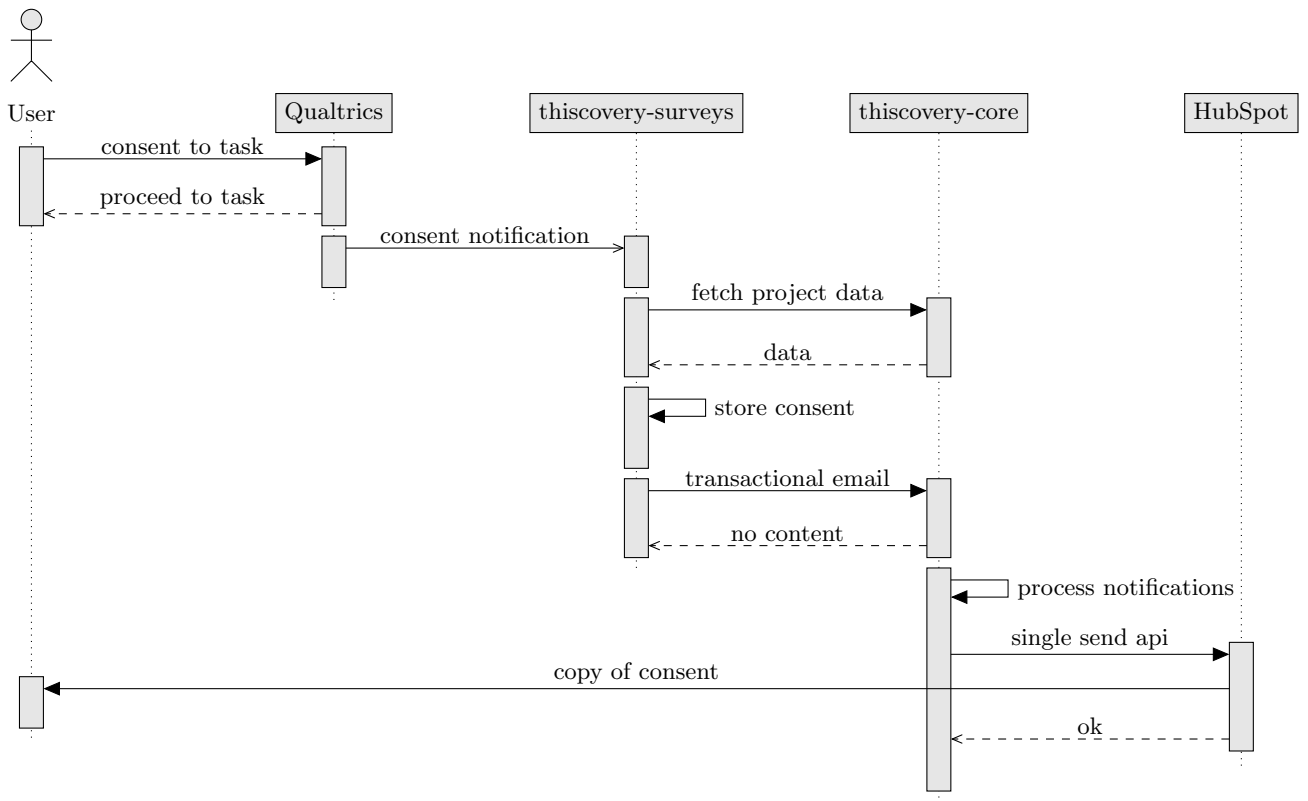 User
Qualtrics
thiscovery-surveys
thiscovery-core
HubSpot
consent to task
proceed to task
consent notification
fetch project data
data
store consent
transactional email
no content
process notifications
single send api
copy of consent
ok